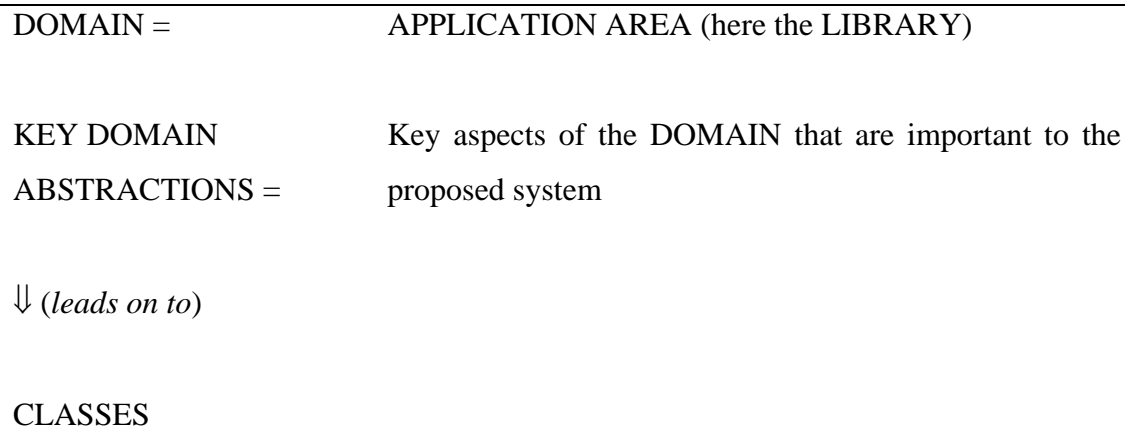 DOMAIN = APPLICATION AREA (here the LIBRARY)
KEY DOMAIN Key aspects of the DOMAIN that are important to the
ABSTRACTIONS = proposed system
⇓ (leads on to)
CLASSES